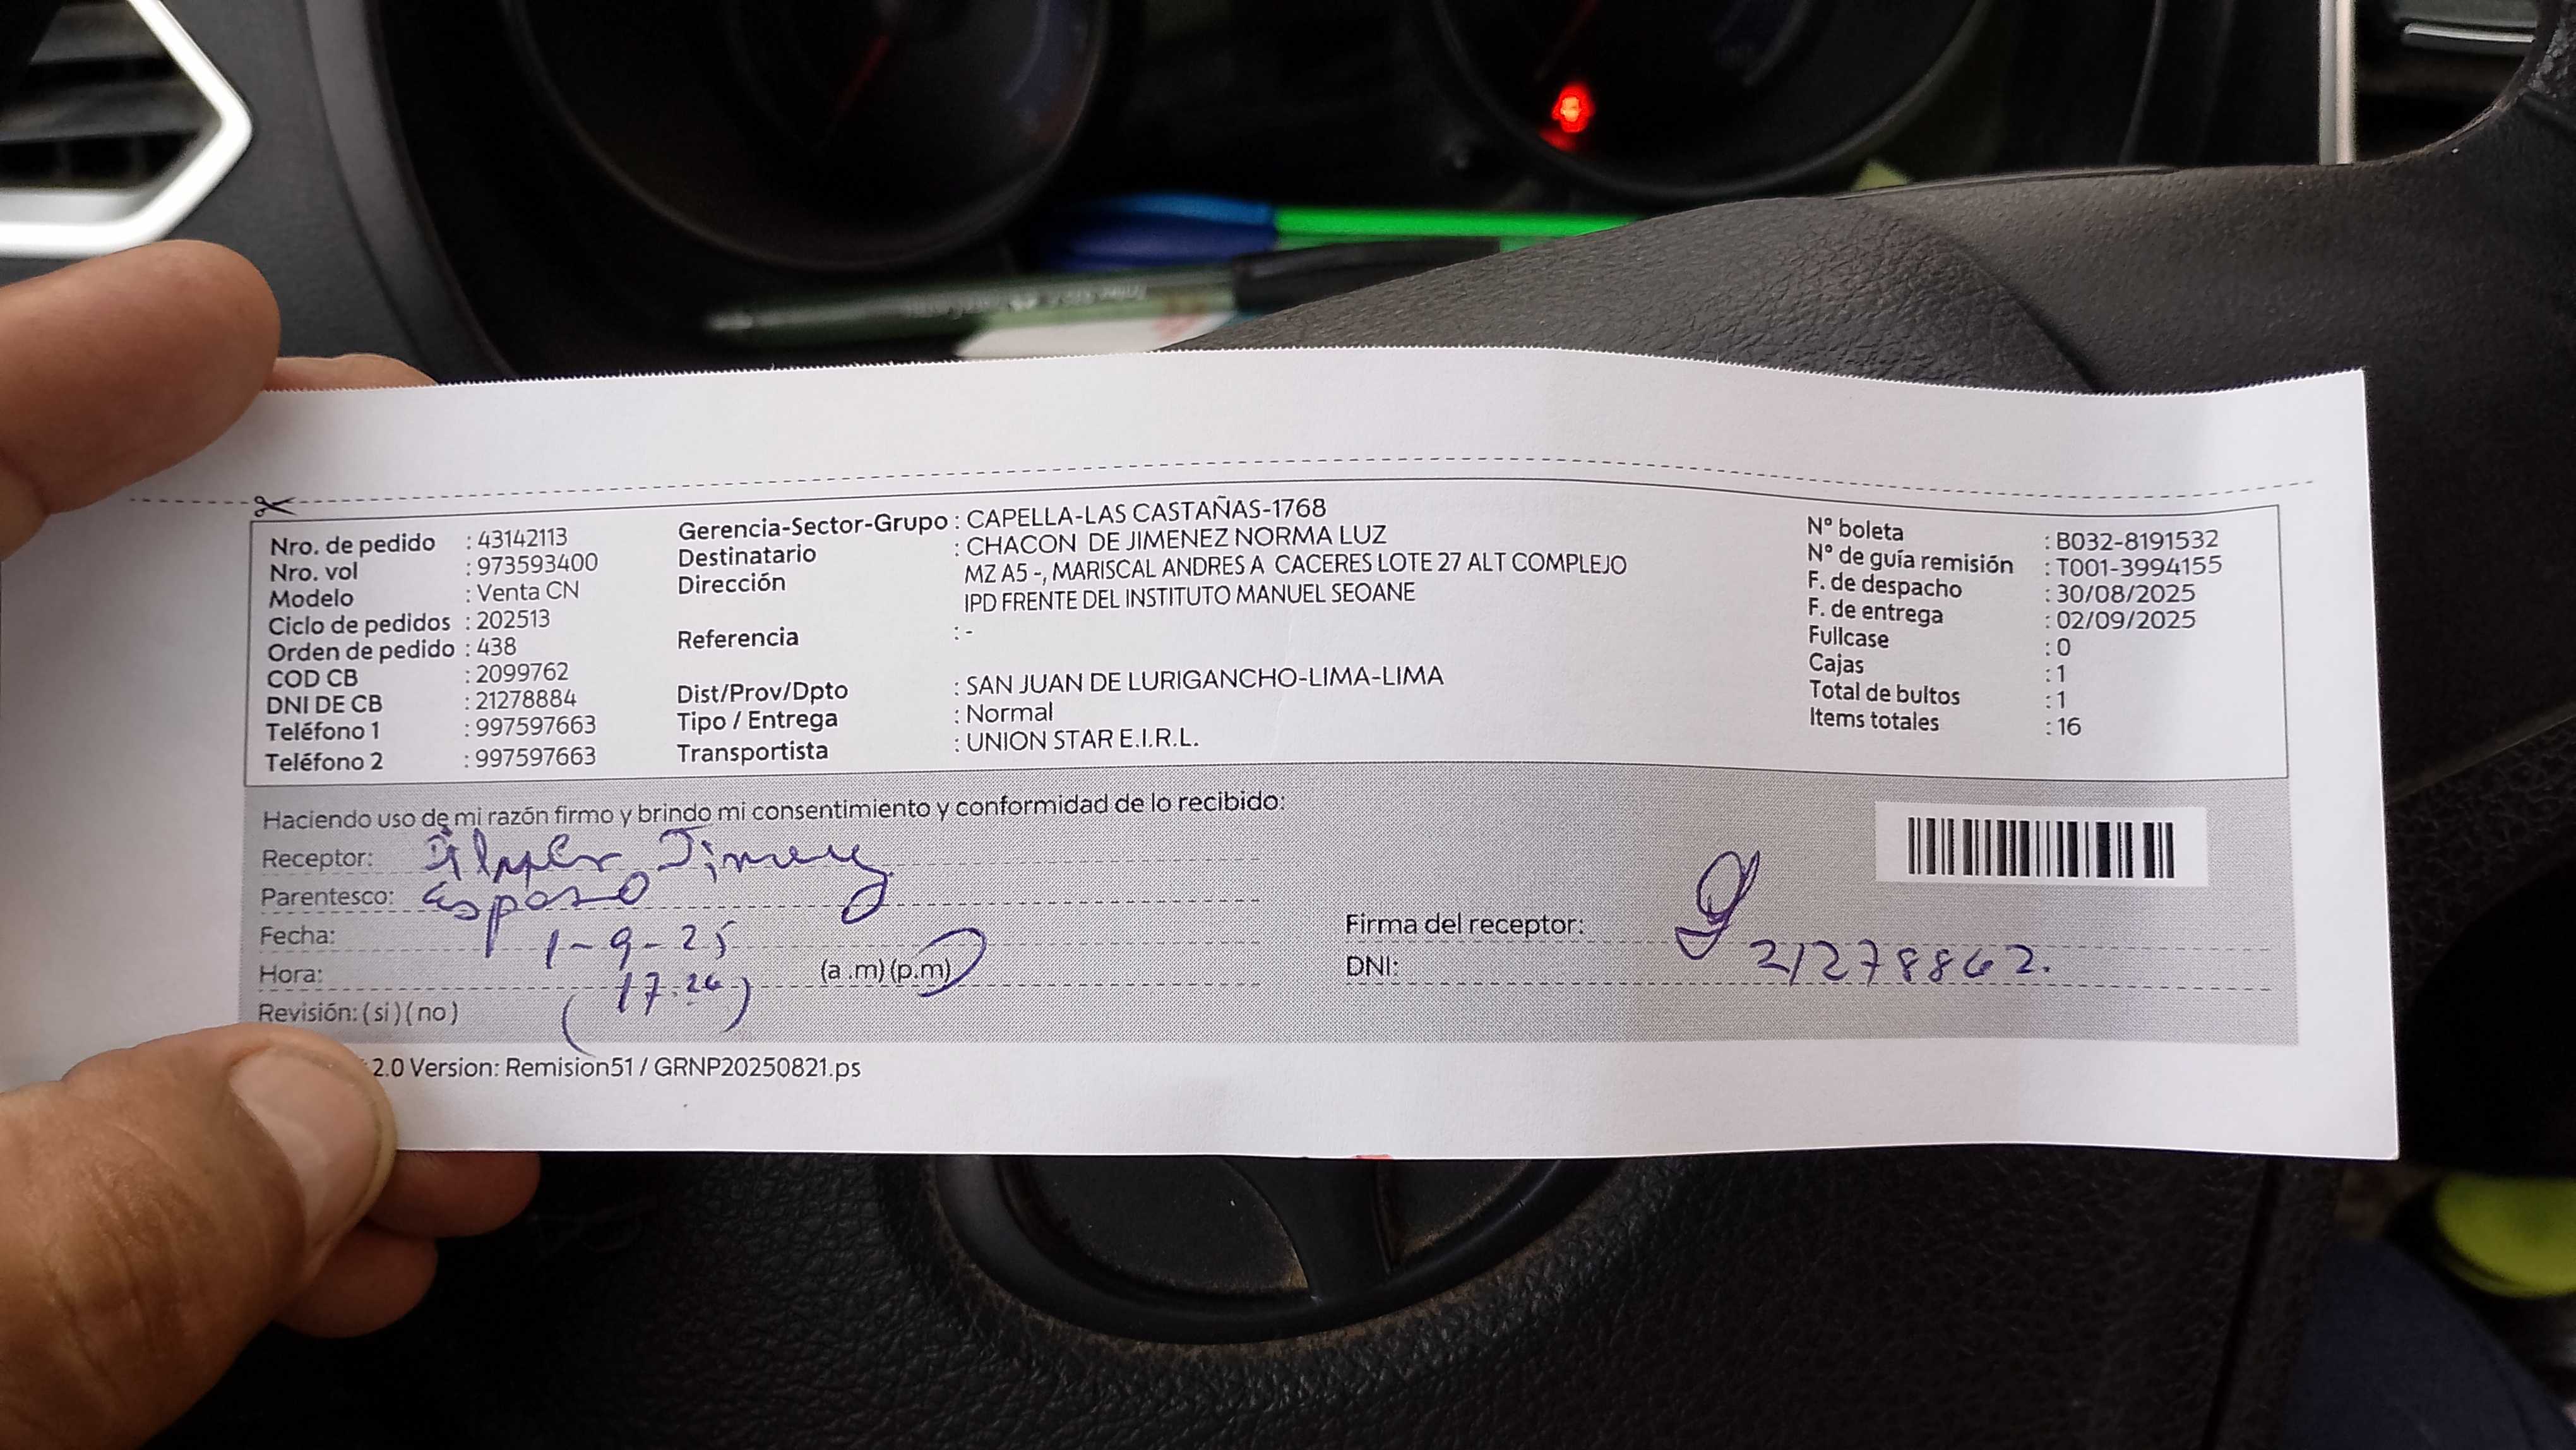 Nro. de pedido : 43142113
Nro. vol : 973593400
Modelo : Venta CN
Ciclo de pedidos : 202513
Orden de pedido : 438
COD CB : 2099762
DNI DE CB : 21278884
Teléfono 1 : 997597663
Teléfono 2 : 997597663
Gerencia-Sector-Grupo : CAPELLA-LAS CASTAÑAS-1768
Destinatario : CHACON DE JIMENEZ NORMA LUZ
Dirección MZ A5 -, MARISCAL ANDRES A CACERES LOTE 27 ALT COMPLEJO
IPD FRENTE DEL INSTITUTO MANUEL SEOANE
Referencia : -
Dist/Prov/Dpto : SAN JUAN DE LURIGANCHO-LIMA-LIMA
Tipo / Entrega : Normal
Transportista : UNION STAR E.I.R.L.
N° boleta : B032-8191532
N° de guía remisión : T001-3994155
F. de despacho : 30/08/2025
F. de entrega : 02/09/2025
Fullcase : 0
Cajas : 1
Total de bultos : 1
Items totales : 16
Haciendo uso de mi razón firmo y brindo mi consentimiento y conformidad de lo recibido:
Receptor:
Parentesco: Esposo
Fecha: 1-9-25
Hora: (17:26) (a .m) (p.m)
Revisión: ( si ) ( no )
Firma del receptor:
DNI: 21278862.
2.0 Version: Remision51 / GRNP20250821.ps